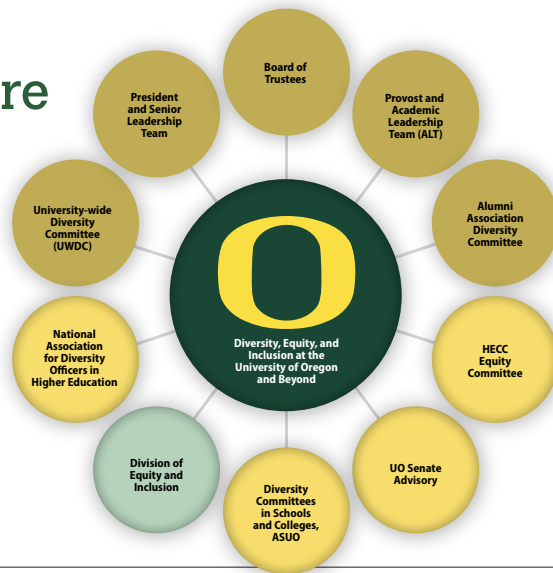 re
Board of
Trustees
President
and Senior
Leadership
Team
Provost and
Academic
Leadership
Team (ALT)
University-wide
Diversity
Committee
(UWDC)
Alumni
Association
Diversity
Committee
O
Diversity, Equity, and
Inclusion at the
University of Oregon
and Beyond
National
Association
for Diversity
Officers in
Higher Education
HECC
Equity
Committee
Division of
Equity and
Inclusion
UO Senate
Advisory
Diversity
Committees
in Schools
and Colleges,
ASUO